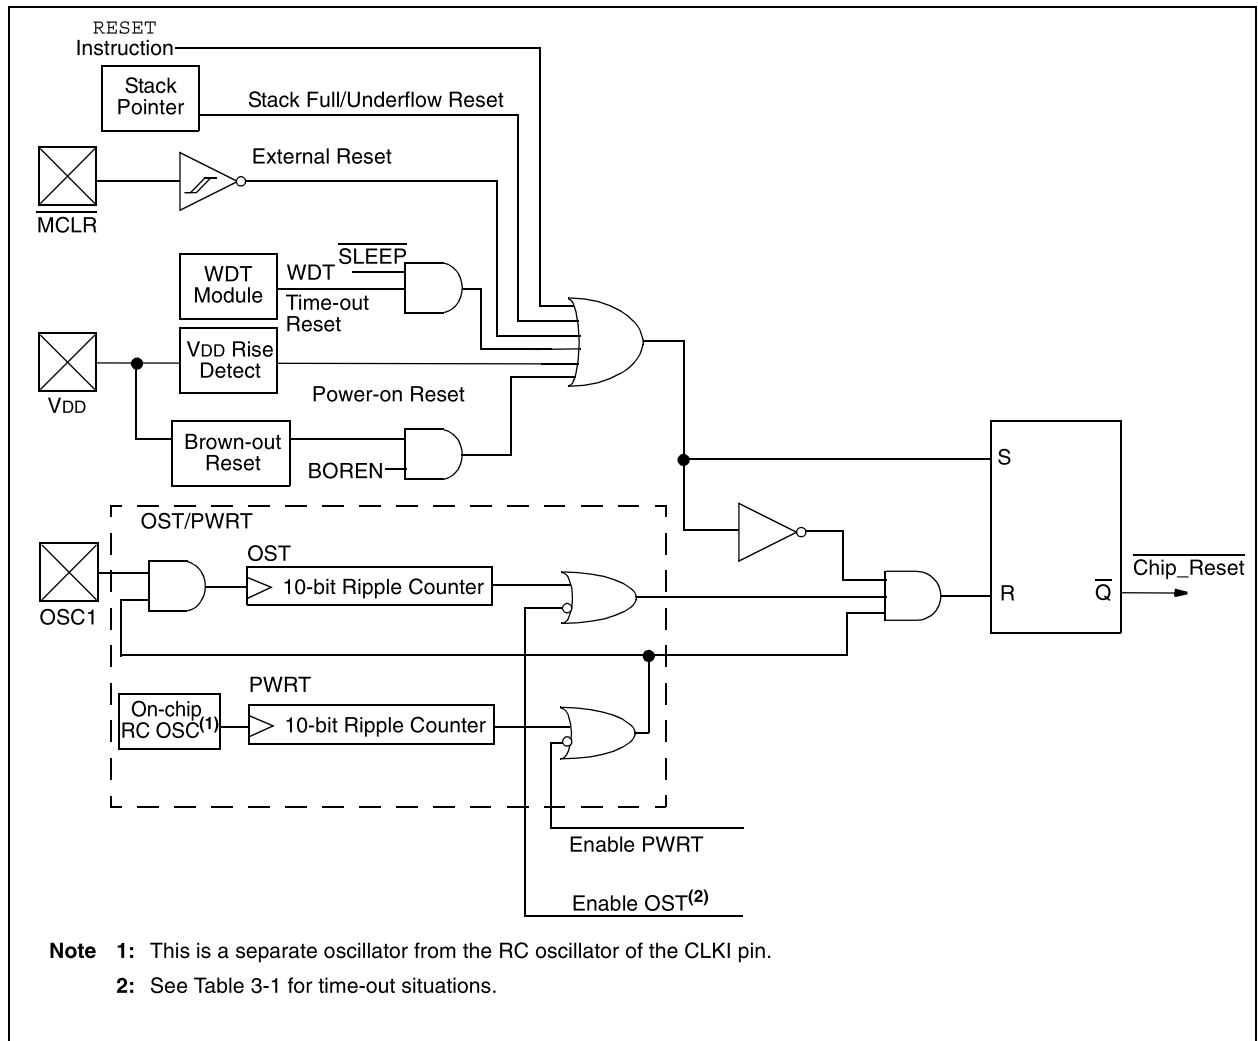 RESET
Instruction
Stack
Pointer
Stack Full/Underflow Reset
External Reset
MCLR
SLEEP
WDT
Module
WDT
Time-out
Reset
VDD Rise
Detect
VDD
Power-on Reset
Brown-out
Reset
BOREN
S
OST/PWRT
OST
10-bit Ripple Counter
OSC1
Chip_Reset
R
Q
PWRT
On-chip
RC OSC(1)
10-bit Ripple Counter
Enable PWRT
Enable OST(2)
Note 1: This is a separate oscillator from the RC oscillator of the CLKI pin.
2: See Table 3-1 for time-out situations.